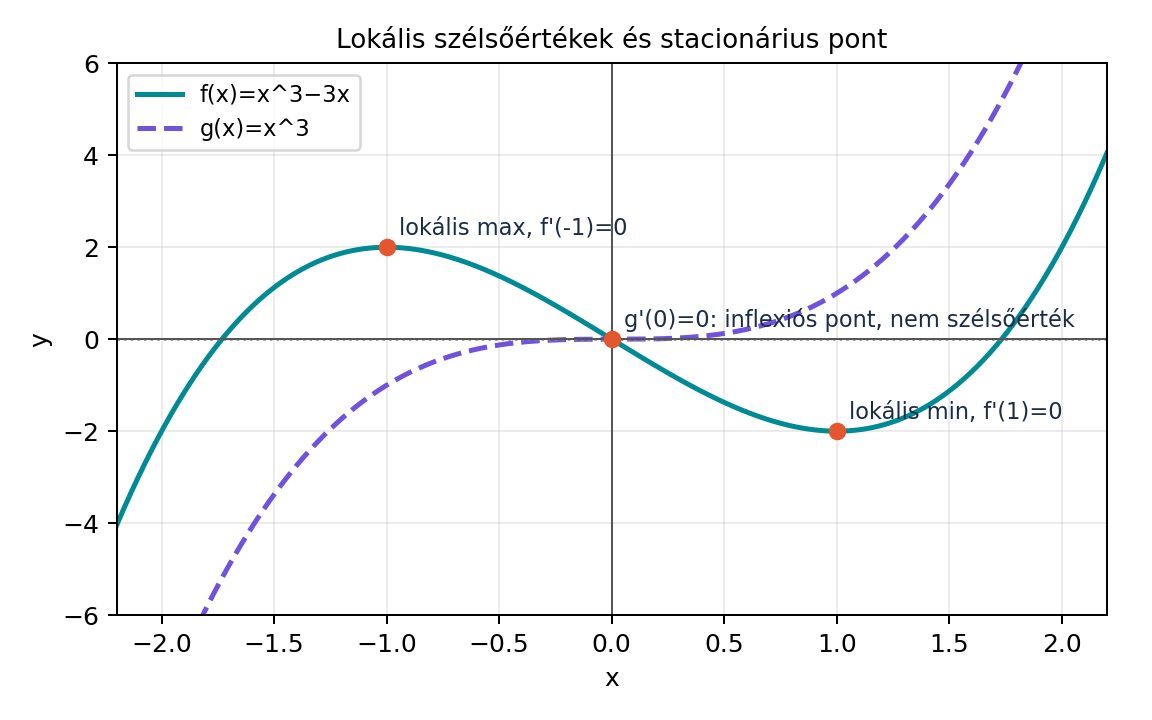 Lokális szélsőértékek és stacionárius pont
f(x)=x^3−3x
g(x)=x^3
lokális max, f'(-1)=0
g'(0)=0: inflexiós pont, nem szélsőérték
lokális min, f'(1)=0
6
4
2
0
−2
−4
−6
y
−2.0 −1.5 −1.0 −0.5 0.0 0.5 1.0 1.5 2.0
x